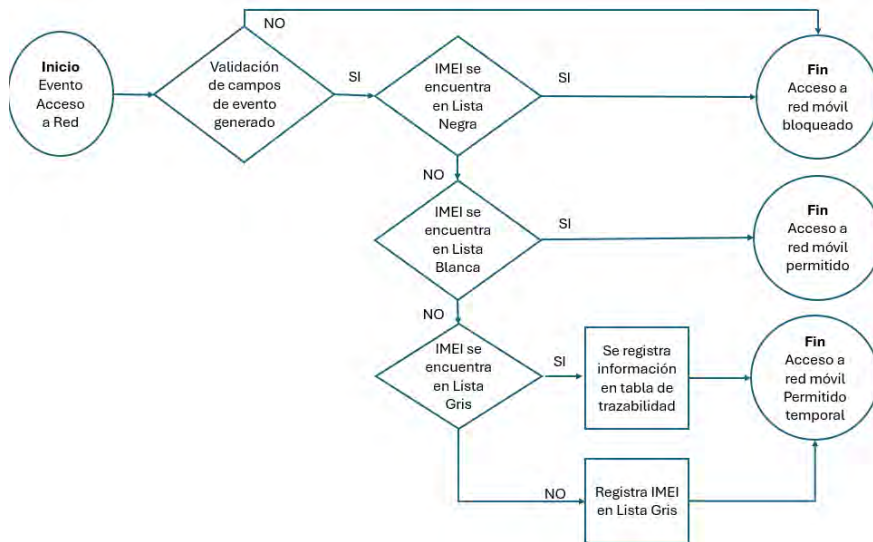 NO
Inicio
Evento
Acceso
a Red
Validación
de campos
de evento
generado
SI
IMEI se
encuentra
en Lista
Negra
SI
Fin
Acceso a
red móvil
bloqueado
NO
IMEI se
encuentra
en Lista
Blanca
SI
Fin
Acceso a
red móvil
permitido
NO
IMEI se
encuentra
en Lista
Gris
SI
Se registra
información
en tabla de
trazabilidad
Fin
Acceso a
red móvil
Permitido
temporal
NO
Registra IMEI
en Lista Gris